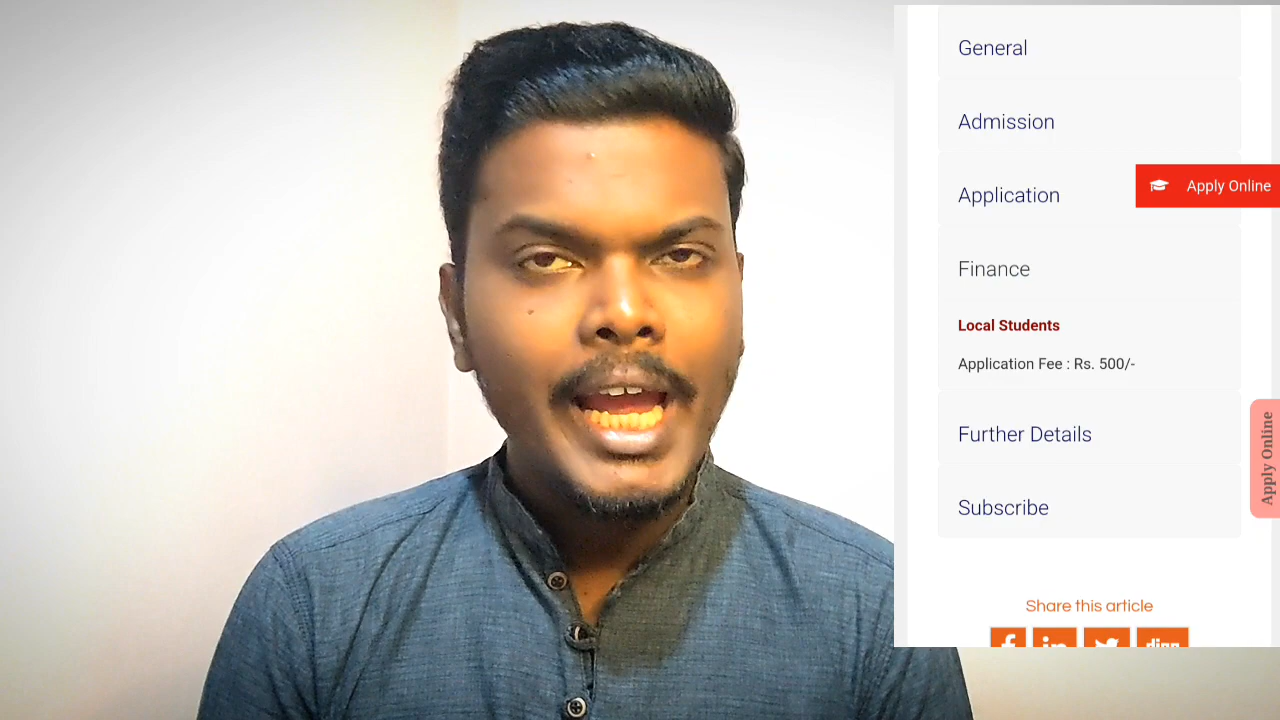 General
Admission
Application
Apply Online
Finance
Local Students
Application Fee : Rs. 500/-
Apply Online
Further Details
Subscribe
Share this article